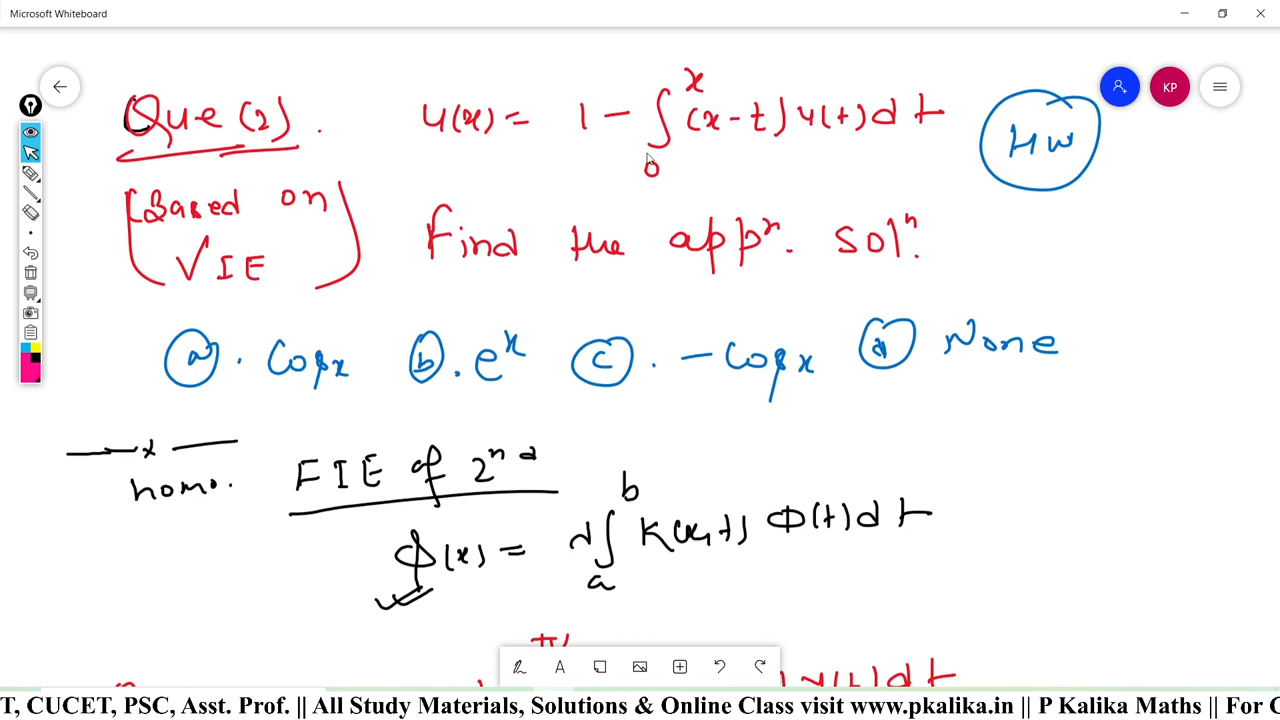 Microsoft Whiteboard
KP
Que (2). u(x) = 1 - ∫₀ˣ (x-t) u(t) dt HW
[Based on VIE] Find the appⁿ. solⁿ.
(a). Cosx (b). eˣ (c). -Cosx (d) None
—x—
homo. FIE of 2nd
Φ(x) = λ∫ₐᵇ K(x,t) Φ(t) dt
A
T, CUCET, PSC, Asst. Prof. || All Study Materials, Solutions & Online Class visit www.pkalika.in || P Kalika Maths || For C